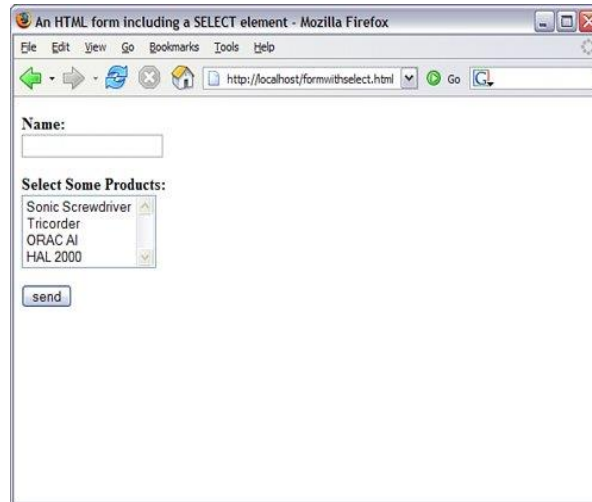 An HTML form including a SELECT element - Mozilla Firefox
File Edit View Go Bookmarks Tools Help
http://localhost/formwithselect.html Go G
Name:
Select Some Products:
Sonic Screwdriver
Tricorder
ORAC AI
HAL 2000
send